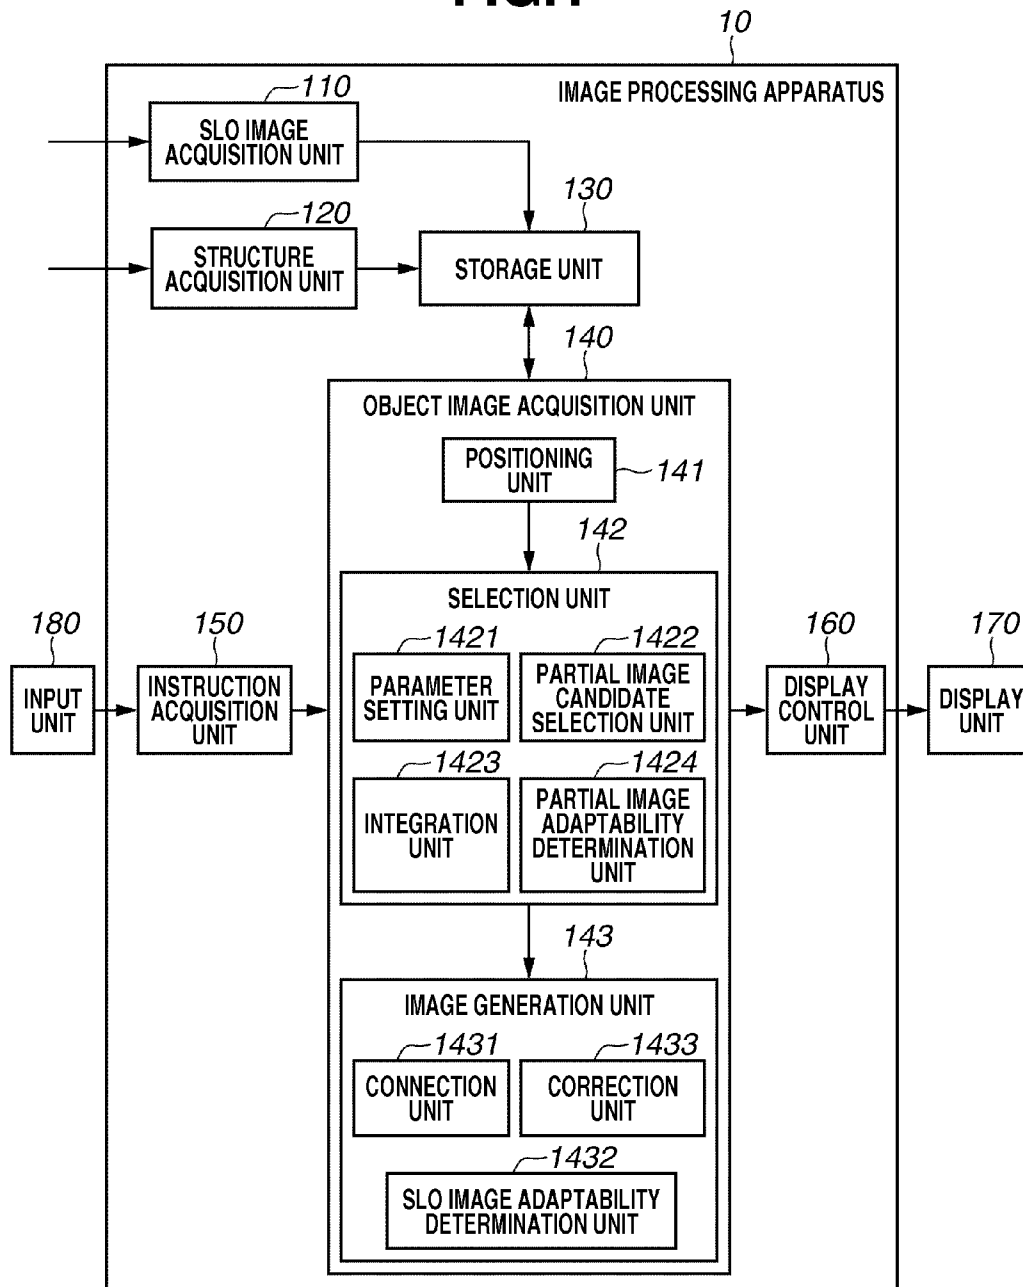 10
IMAGE PROCESSING APPARATUS
110
SLO IMAGE
ACQUISITION UNIT
120
STRUCTURE
ACQUISITION UNIT
130
STORAGE UNIT
140
OBJECT IMAGE ACQUISITION UNIT
POSITIONING
UNIT
141
142
SELECTION UNIT
1421
PARAMETER
SETTING UNIT
1422
PARTIAL IMAGE
CANDIDATE
SELECTION UNIT
1423
INTEGRATION
UNIT
1424
PARTIAL IMAGE
ADAPTABILITY
DETERMINATION
UNIT
180
INPUT
UNIT
150
INSTRUCTION
ACQUISITION
UNIT
160
DISPLAY
CONTROL
UNIT
170
DISPLAY
UNIT
143
IMAGE GENERATION UNIT
1431
CONNECTION
UNIT
1433
CORRECTION
UNIT
1432
SLO IMAGE ADAPTABILITY
DETERMINATION UNIT